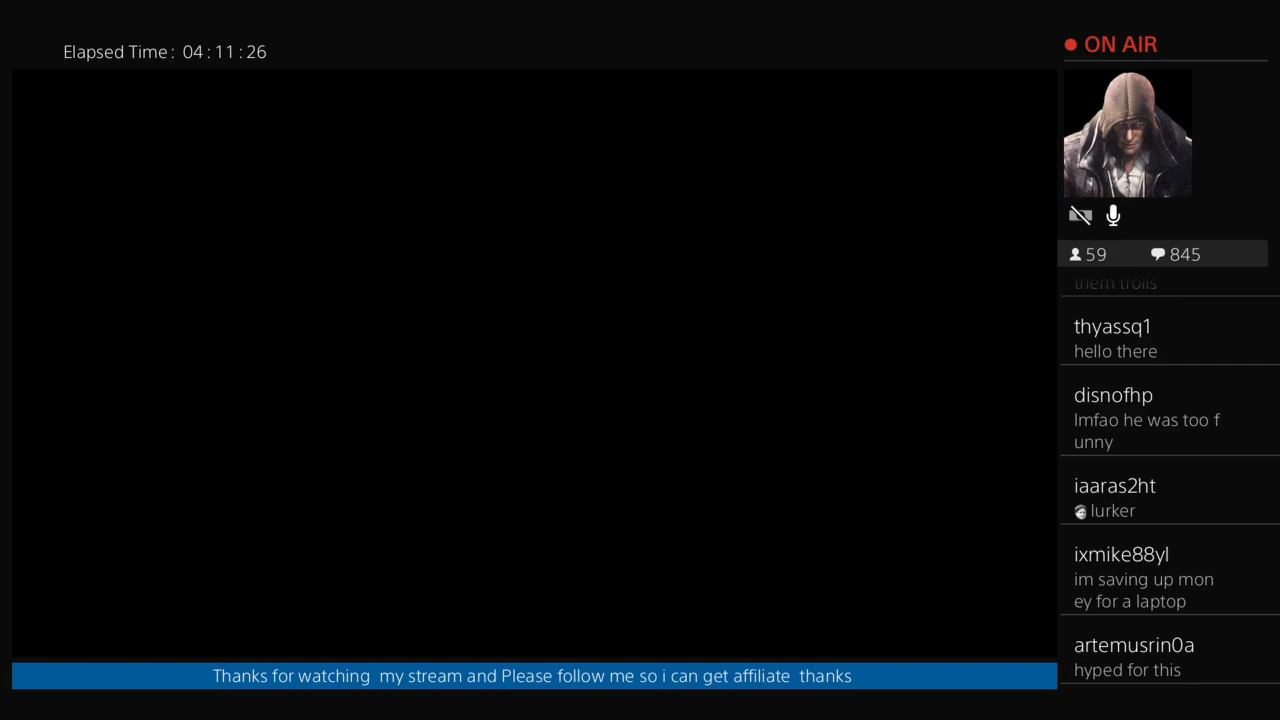 Elapsed Time: 04:11:26
ON AIR
59 845
them trolls
thyassq1
hello there
disnofhp
lmfao he was too f
unny
iaaras2ht
lurker
ixmike88yl
im saving up mon
ey for a laptop
artemusrin0a
hyped for this
Thanks for watching  my stream and Please follow me so i can get affiliate  thanks